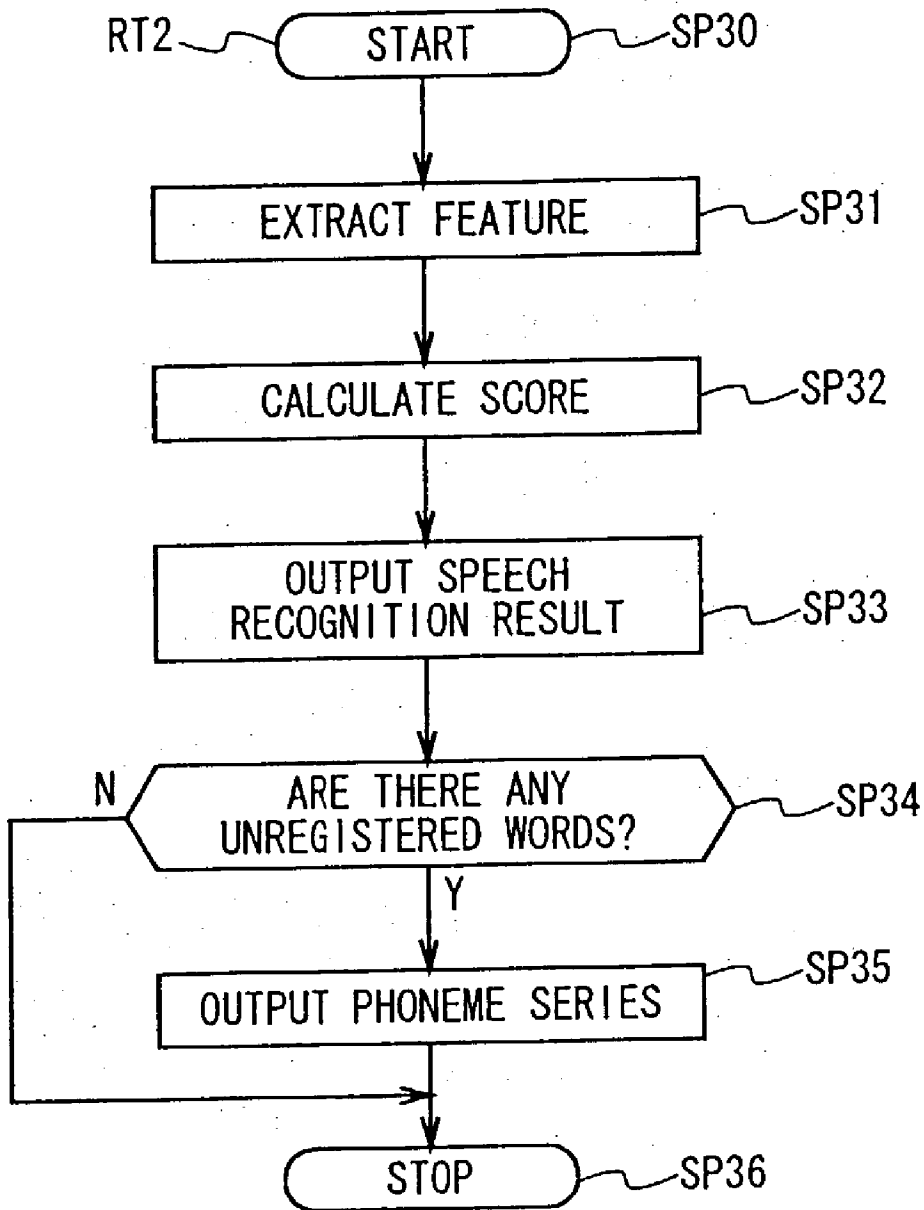 RT2
START
SP30
EXTRACT FEATURE
SP31
CALCULATE SCORE
SP32
OUTPUT SPEECH
RECOGNITION RESULT
SP33
N
ARE THERE ANY
UNREGISTERED WORDS?
SP34
Y
OUTPUT PHONEME SERIES
SP35
STOP
SP36